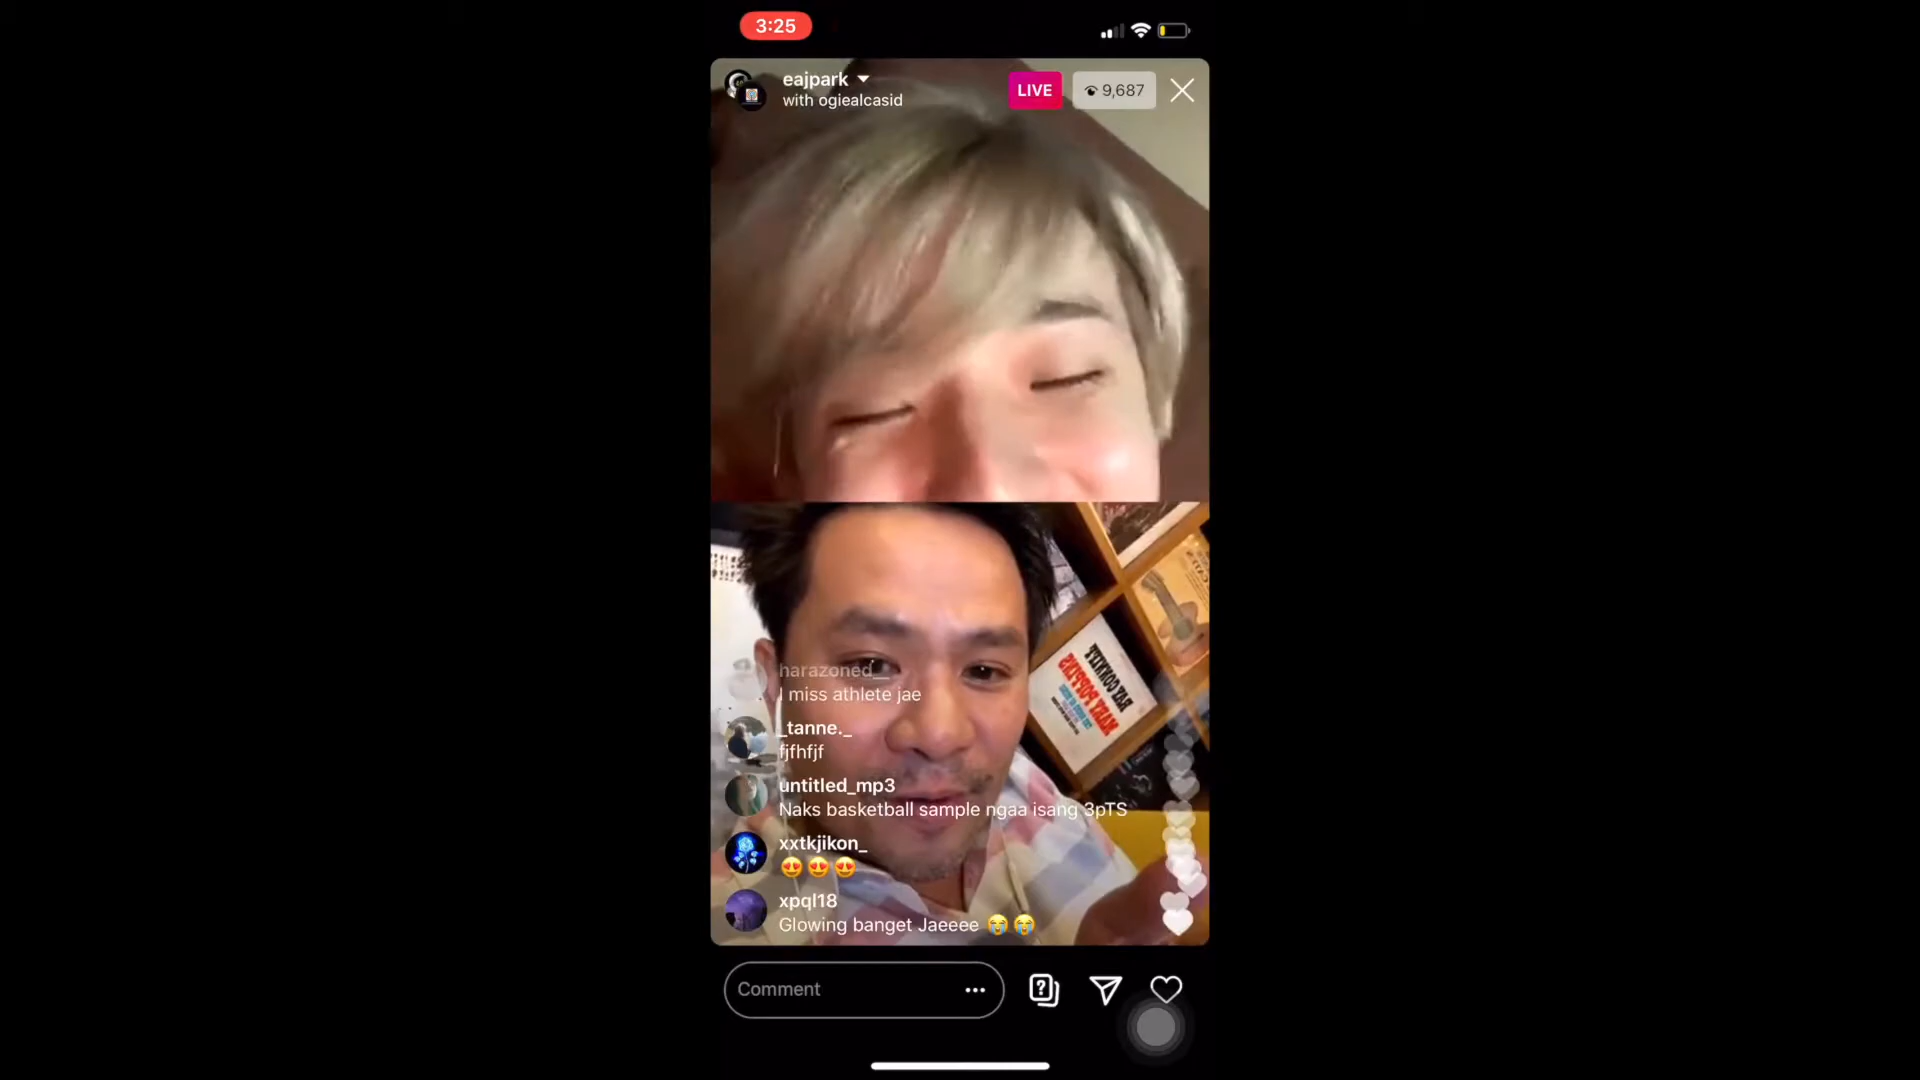 3:25
eajpark
with ogiealcasid
LIVE
9,687
harazoned__
I miss athlete jae
_tanne._
fjfhfjf
untitled_mp3
Naks basketball sample ngaa isang 3pTS
xxtkjikon_
😍😍😍
xpql18
Glowing banget Jaeeee 😭😭
Comment